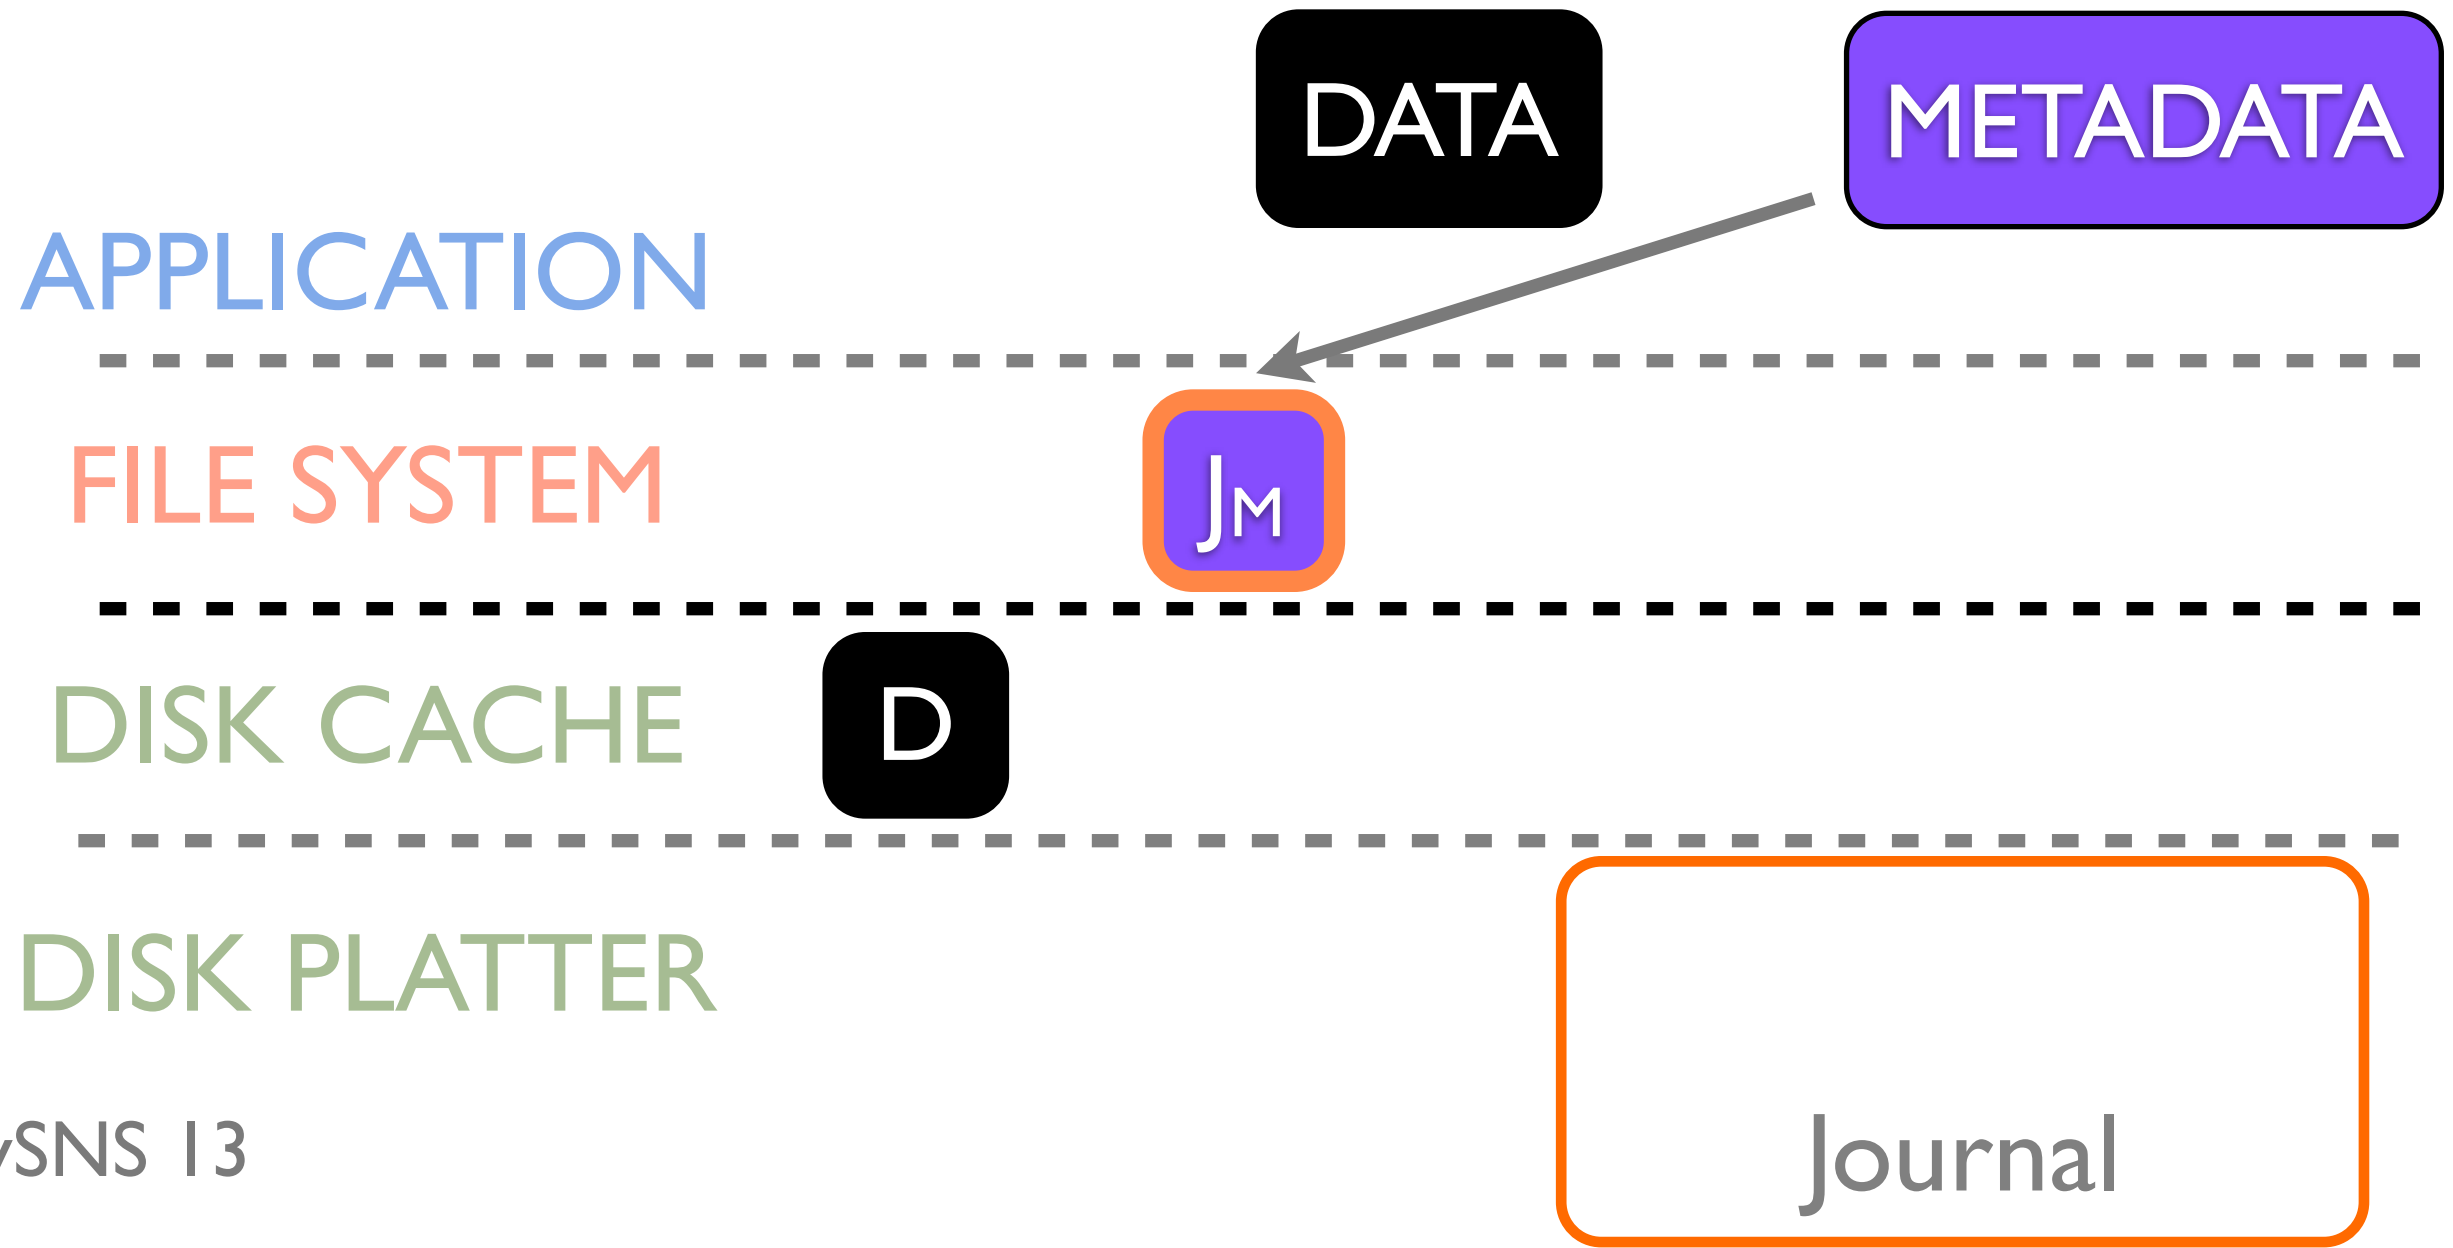 DATA
METADATA
APPLICATION
FILE SYSTEM
JM
DISK CACHE
D
DISK PLATTER
SNS 13
Journal